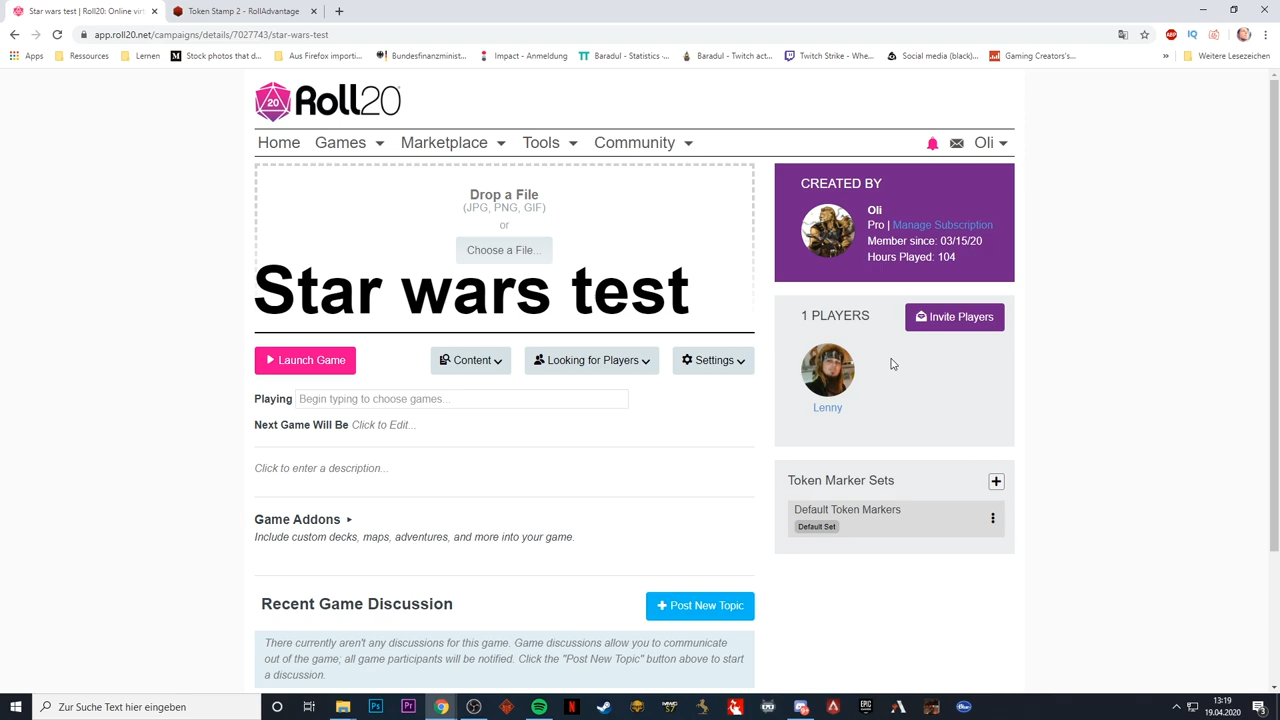 Star wars test | Roll20: Online virt
Token Stamp 2 - RollAdvantage
app.roll20.net/campaigns/details/7027743/star-wars-test
Apps
Ressources
Lernen
Stock photos that d...
Aus Firefox importi...
Bundesfinanzminist...
Impact - Anmeldung
Baradul - Statistics -...
Baradul - Twitch act...
Twitch Strike - Whe...
Social media (black)...
Gaming Creator's...
»
Weitere Lesezeichen
20 Roll20
Home Games Marketplace Tools Community Oli
Drop a File
(JPG, PNG, GIF)
or
Choose a File...
Star wars test
Launch Game Content Looking for Players Settings
Playing Begin typing to choose games...
Next Game Will Be Click to Edit...
Click to enter a description...
Game Addons
Include custom decks, maps, adventures, and more into your game.
Recent Game Discussion
+ Post New Topic
There currently aren't any discussions for this game. Game discussions allow you to communicate
out of the game; all game participants will be notified. Click the "Post New Topic" button above to start
a discussion.
CREATED BY
Oli
Pro | Manage Subscription
Member since: 03/15/20
Hours Played: 104
1 PLAYERS
Invite Players
Lenny
Token Marker Sets
Default Token Markers
Default Set
Zur Suche Text hier eingeben
13:19
19.04.2020